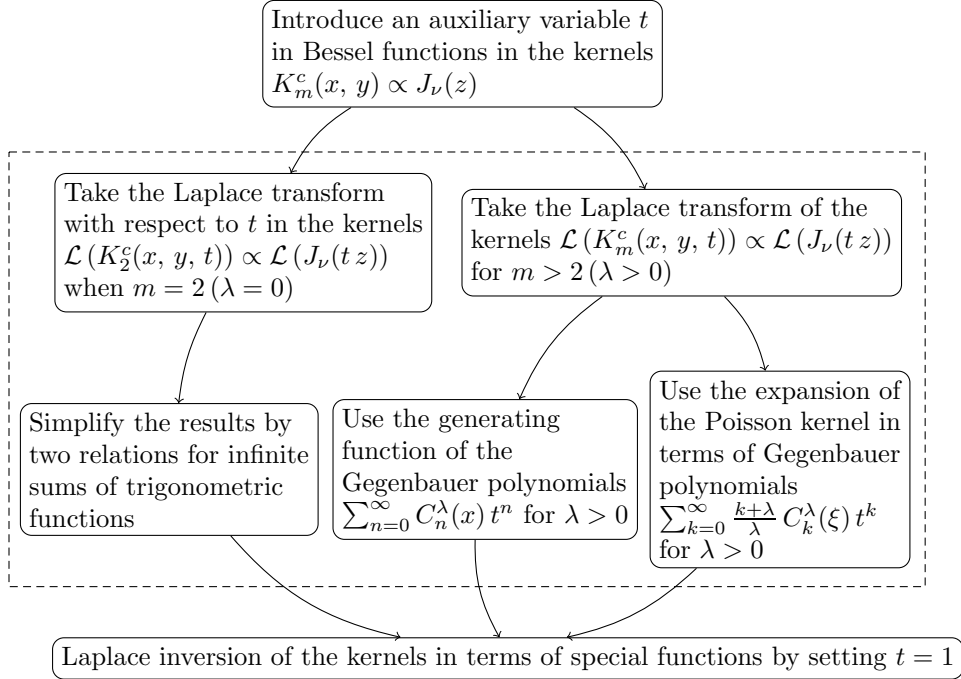 Introduce an auxiliary variable t
in Bessel functions in the kernels
K_m^c(x, y) ∝ J_ν(z)
Take the Laplace transform
with respect to t in the kernels
𝓛 (K_2^c(x, y, t)) ∝ 𝓛 (J_ν(t z))
when m = 2 (λ = 0)
Take the Laplace transform of the
kernels 𝓛 (K_m^c(x, y, t)) ∝ 𝓛 (J_ν(t z))
for m > 2 (λ > 0)
Simplify the results by
two relations for infinite
sums of trigonometric
functions
Use the generating
function of the
Gegenbauer polynomials
∑_{n=0}^∞ C_n^λ(x) t^n for λ > 0
Use the expansion of
the Poisson kernel in
terms of Gegenbauer
polynomials
∑_{k=0}^∞ \frac{k+λ}{λ} C_k^λ(ξ) t^k
for λ > 0
Laplace inversion of the kernels in terms of special functions by setting t = 1